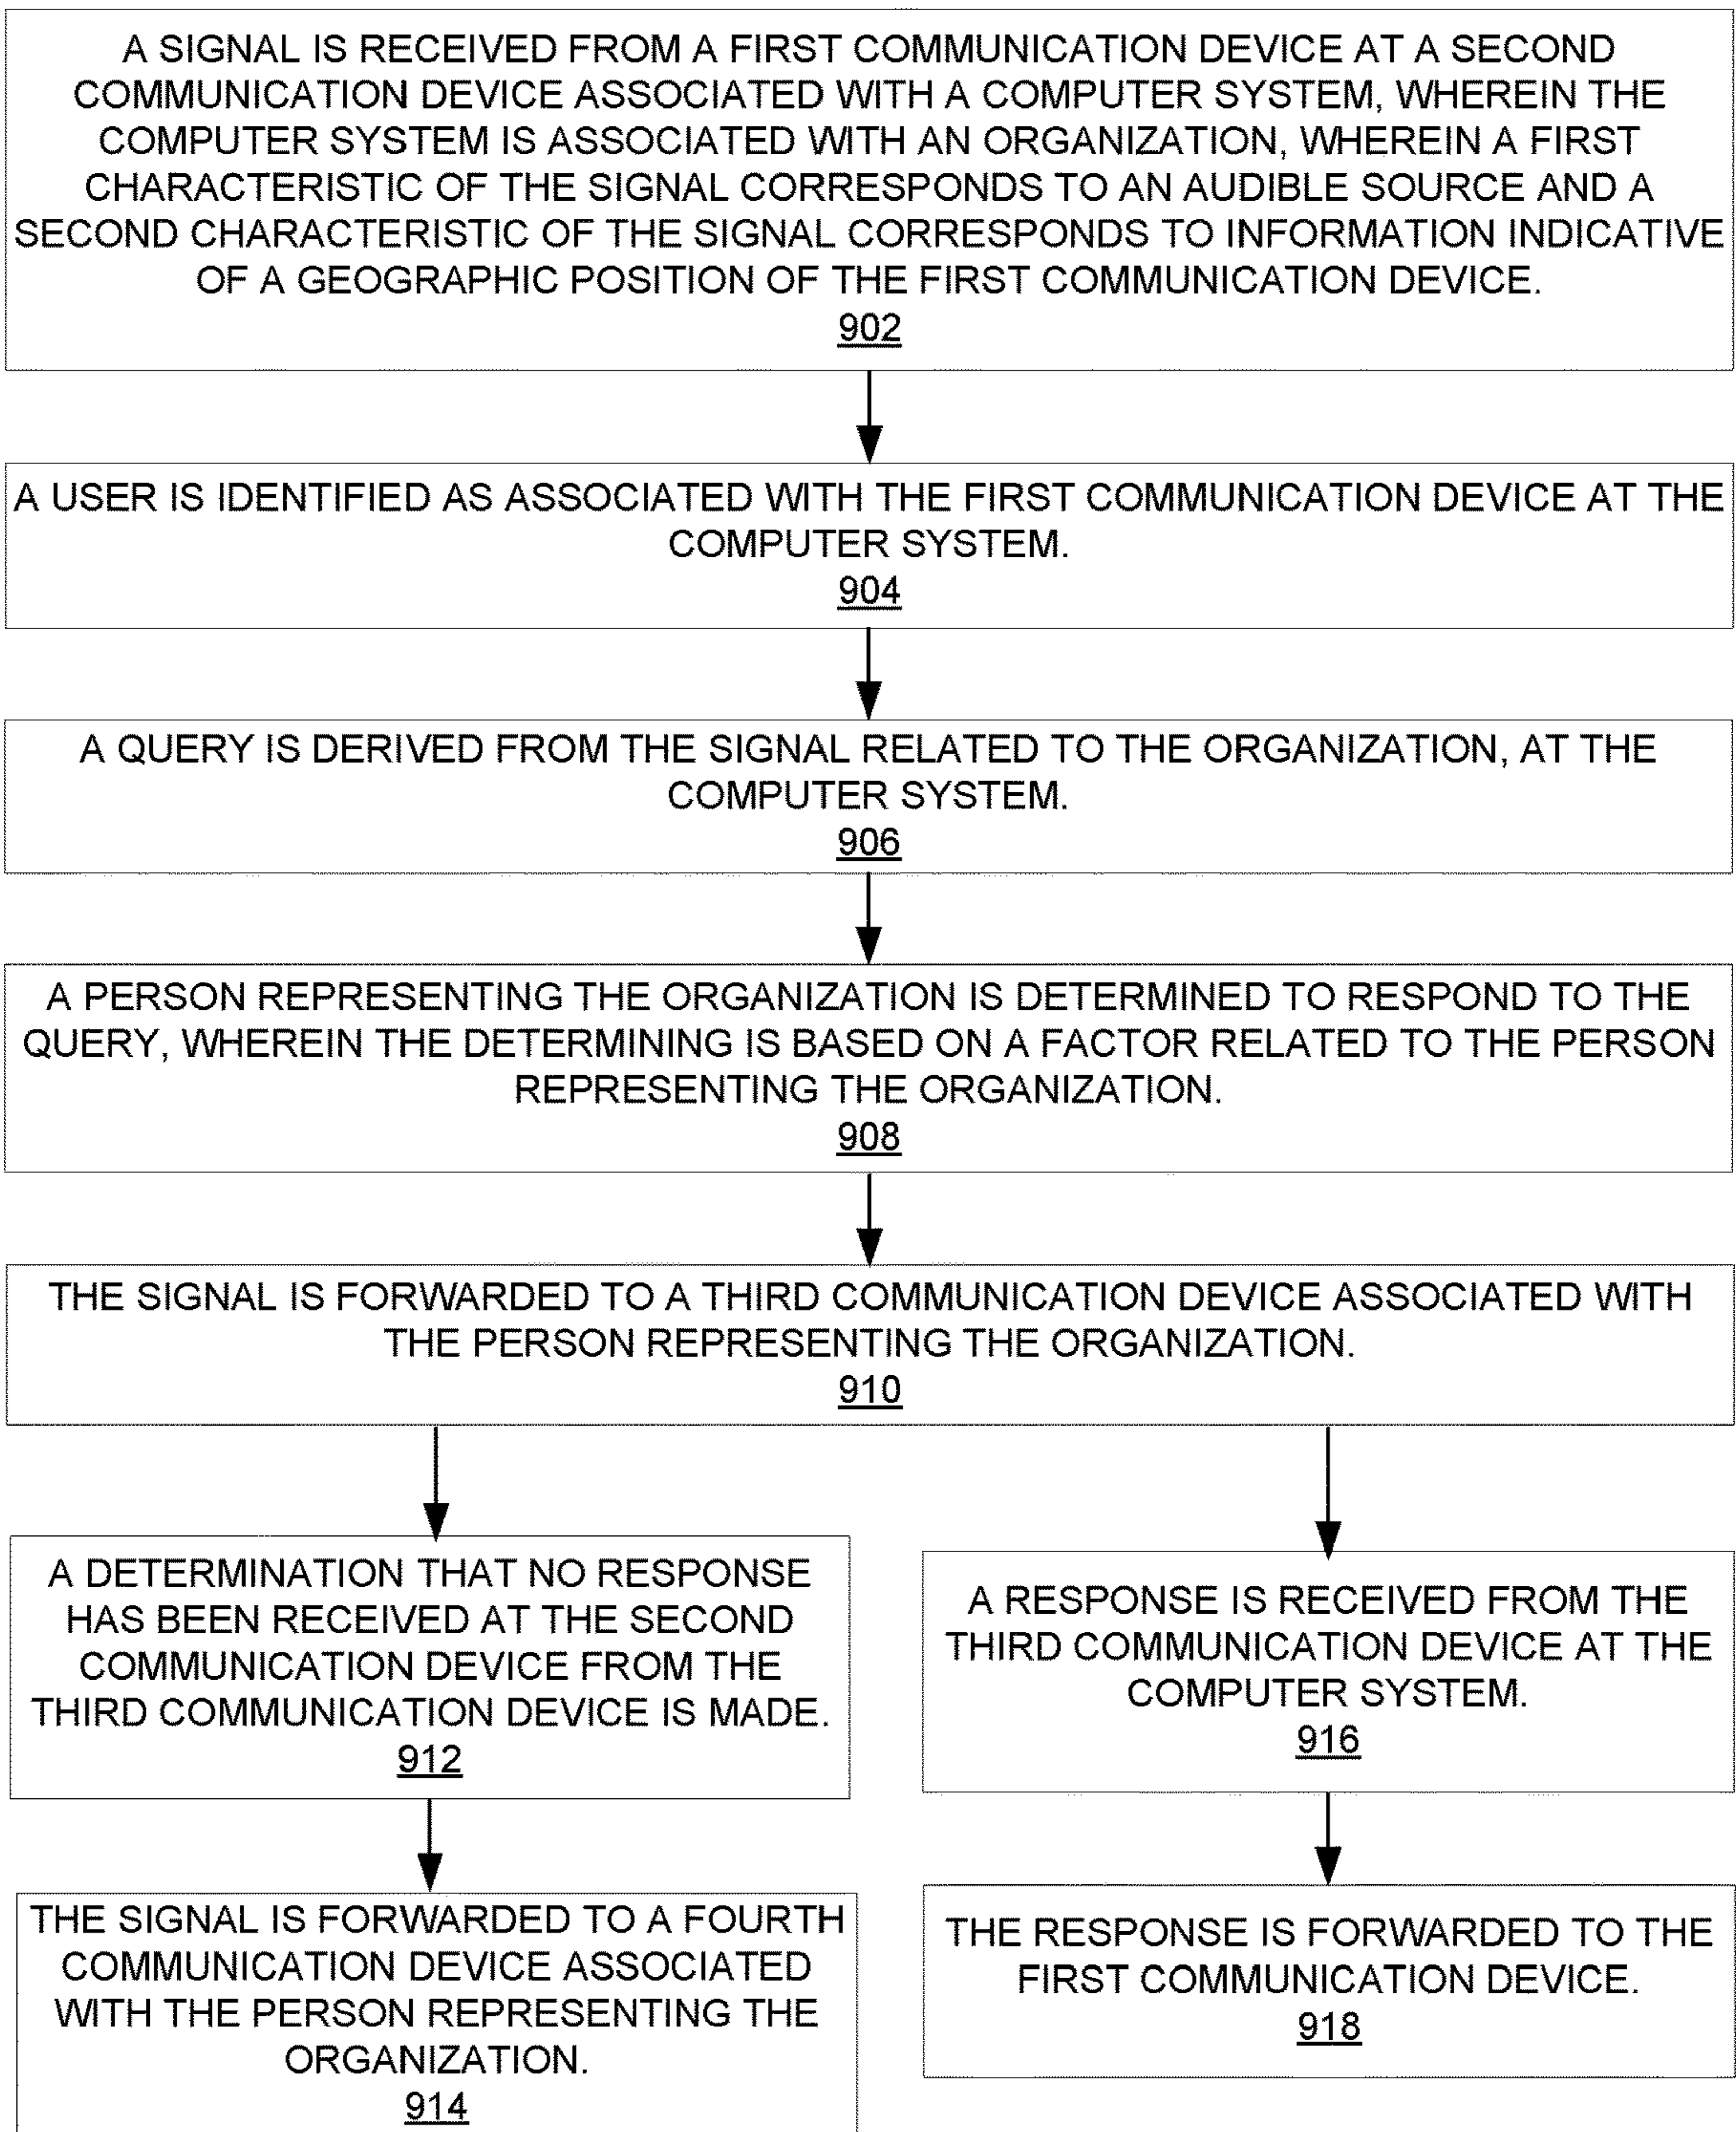 A SIGNAL IS RECEIVED FROM A FIRST COMMUNICATION DEVICE AT A SECOND
COMMUNICATION DEVICE ASSOCIATED WITH A COMPUTER SYSTEM, WHEREIN THE
COMPUTER SYSTEM IS ASSOCIATED WITH AN ORGANIZATION, WHEREIN A FIRST
CHARACTERISTIC OF THE SIGNAL CORRESPONDS TO AN AUDIBLE SOURCE AND A
SECOND CHARACTERISTIC OF THE SIGNAL CORRESPONDS TO INFORMATION INDICATIVE
OF A GEOGRAPHIC POSITION OF THE FIRST COMMUNICATION DEVICE.
902
A USER IS IDENTIFIED AS ASSOCIATED WITH THE FIRST COMMUNICATION DEVICE AT THE
COMPUTER SYSTEM.
904
A QUERY IS DERIVED FROM THE SIGNAL RELATED TO THE ORGANIZATION, AT THE
COMPUTER SYSTEM.
906
A PERSON REPRESENTING THE ORGANIZATION IS DETERMINED TO RESPOND TO THE
QUERY, WHEREIN THE DETERMINING IS BASED ON A FACTOR RELATED TO THE PERSON
REPRESENTING THE ORGANIZATION.
908
THE SIGNAL IS FORWARDED TO A THIRD COMMUNICATION DEVICE ASSOCIATED WITH
THE PERSON REPRESENTING THE ORGANIZATION.
910
A DETERMINATION THAT NO RESPONSE
HAS BEEN RECEIVED AT THE SECOND
COMMUNICATION DEVICE FROM THE
THIRD COMMUNICATION DEVICE IS MADE.
912
THE SIGNAL IS FORWARDED TO A FOURTH
COMMUNICATION DEVICE ASSOCIATED
WITH THE PERSON REPRESENTING THE
ORGANIZATION.
914
A RESPONSE IS RECEIVED FROM THE
THIRD COMMUNICATION DEVICE AT THE
COMPUTER SYSTEM.
916
THE RESPONSE IS FORWARDED TO THE
FIRST COMMUNICATION DEVICE.
918